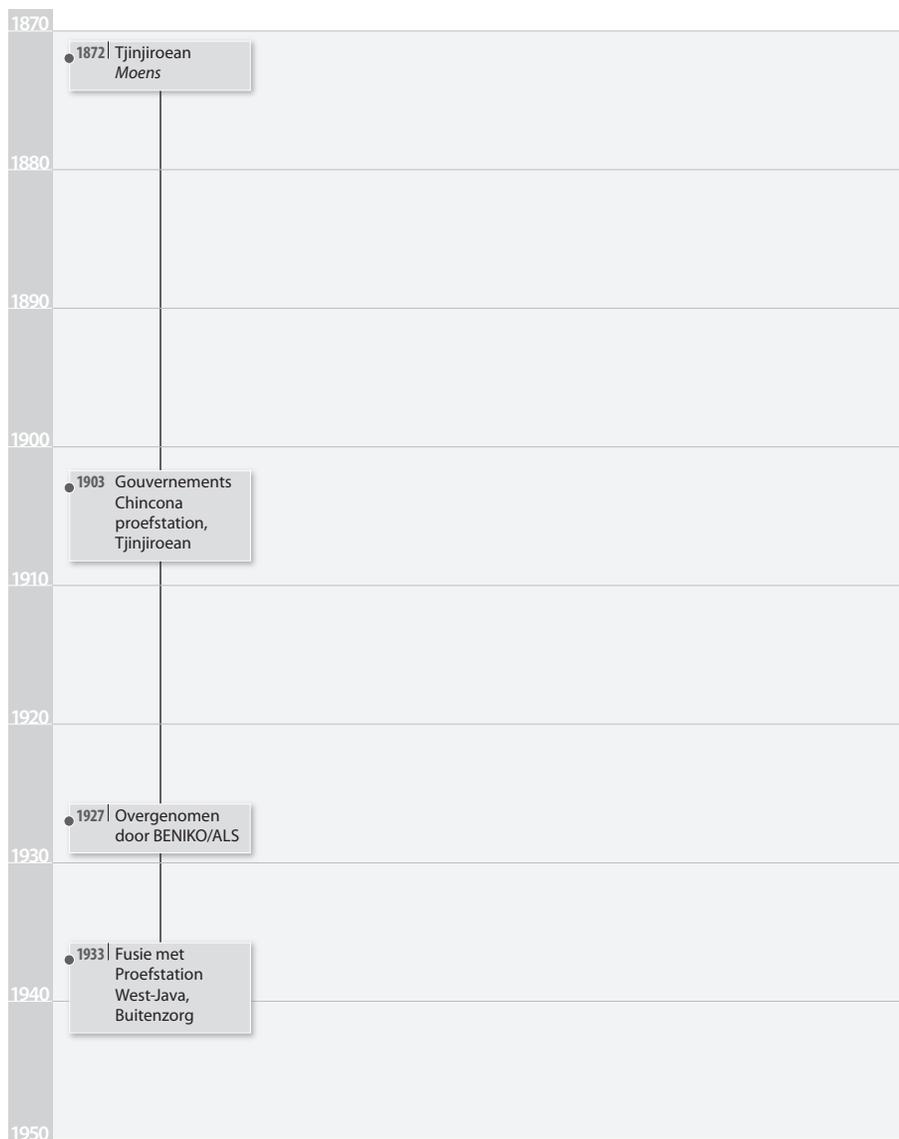 1870
1872 Tjinjiroean
Moens
1880
1890
1900
1903 Gouvernements
Chincona
proefstation,
Tjinjiroean
1910
1920
1927 Overgenomen
door BENIKO/ALS
1930
1933 Fusie met
Proefstation
West-Java,
Buitenzorg
1940
1950